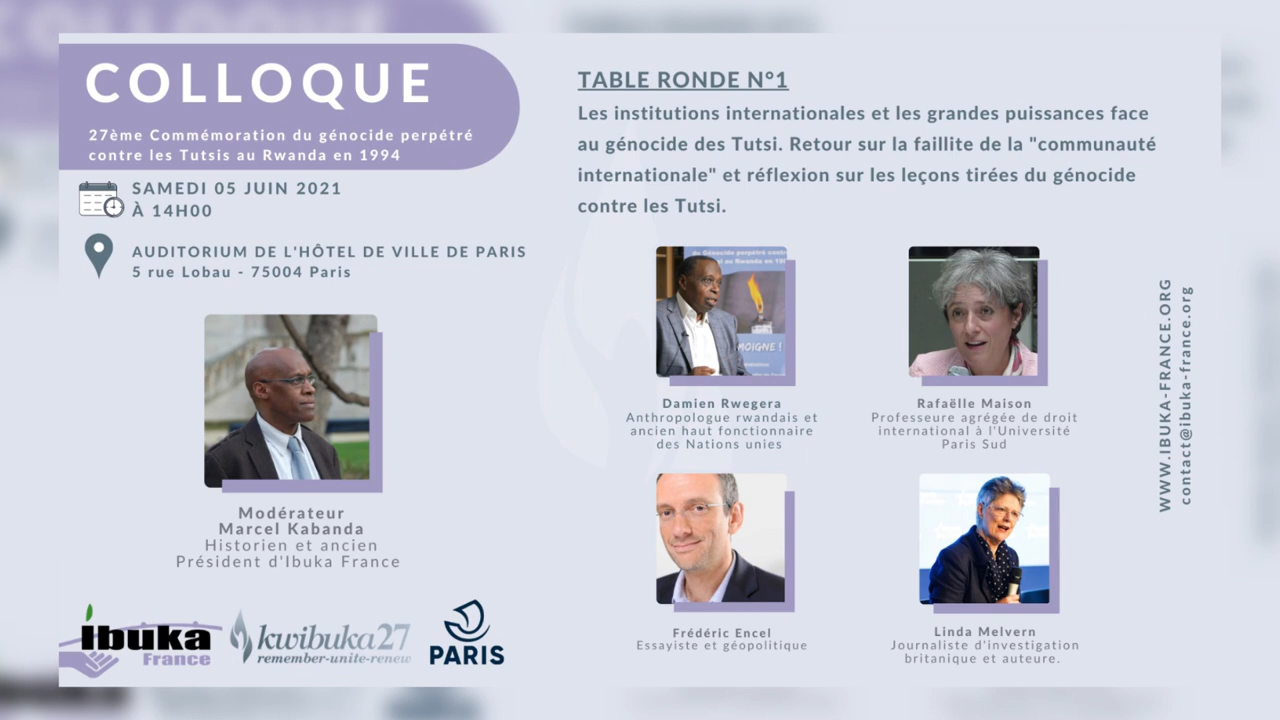 COLLOQUE
27ème Commémoration du génocide perpétré
contre les Tutsis au Rwanda en 1994
SAMEDI 05 JUIN 2021
À 14H00
AUDITORIUM DE L'HÔTEL DE VILLE DE PARIS
5 rue Lobau - 75004 Paris
Modérateur
Marcel Kabanda
Historien et ancien
Président d'Ibuka France
ibuka
France
kwibuka27
remember-unite-renew
PARIS
TABLE RONDE N°1
Les institutions internationales et les grandes puissances face
au génocide des Tutsi. Retour sur la faillite de la "communauté
internationale" et réflexion sur les leçons tirées du génocide
contre les Tutsi.
MOIGNE !
Damien Rwegera
Anthropologue rwandais et
ancien haut fonctionnaire
des Nations unies
Rafaëlle Maison
Professeure agrégée de droit
international à l'Université
Paris Sud
Frédéric Encel
Essayiste et géopolitique
Linda Melvern
Journaliste d'investigation
britanique et auteure.
WWW.IBUKA-FRANCE.ORG
contact@ibuka-france.org